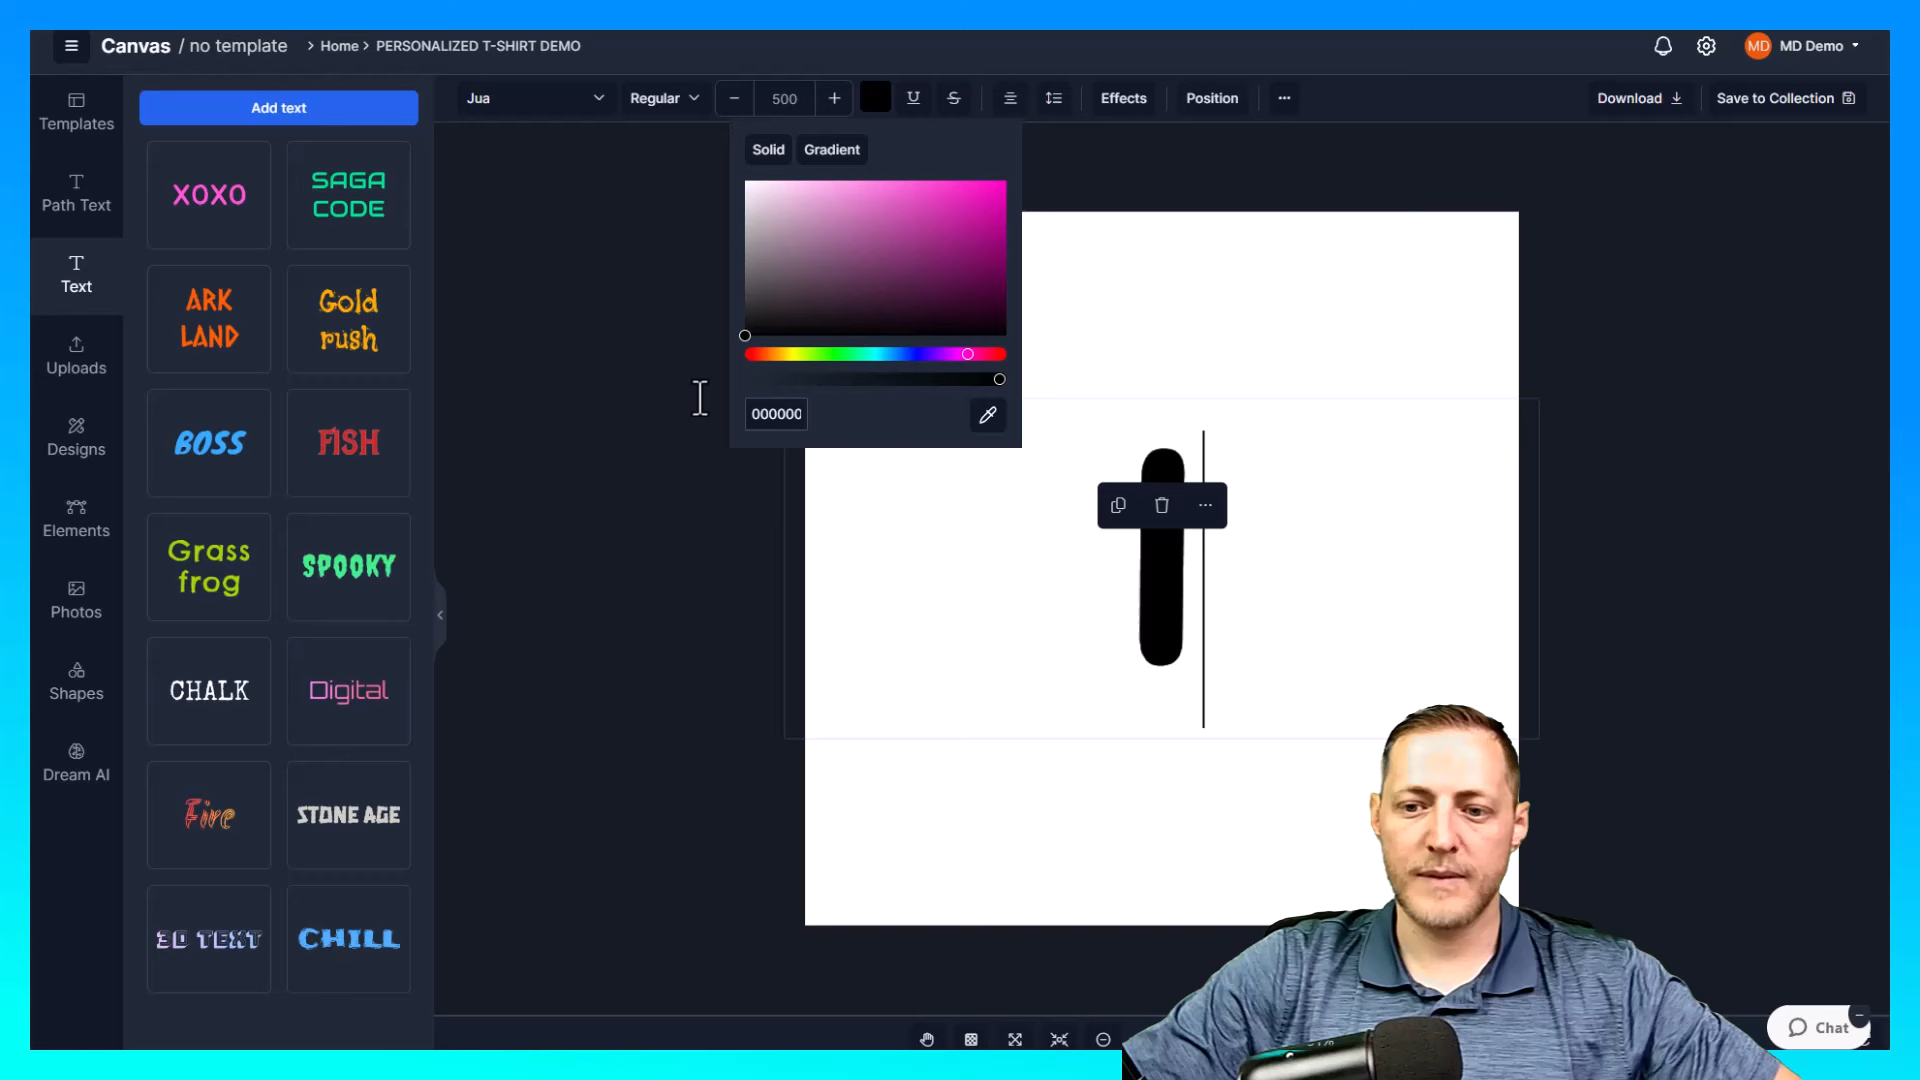 Canvas / no template > Home > PERSONALIZED T-SHIRT DEMO
MD MD Demo
Templates
Path Text
Text
Uploads
Designs
Elements
Photos
Shapes
Dream AI
Add text
XOXO
SAGA
CODE
ARK
LAND
Gold
rush
BOSS
FISH
Grass
frog
SPOOKY
CHALK
Digital
Fire
STONE AGE
3D TEXT
CHILL
Jua
Regular
500
Effects
Position
Download
Save to Collection
Solid
Gradient
000000
I
Chat